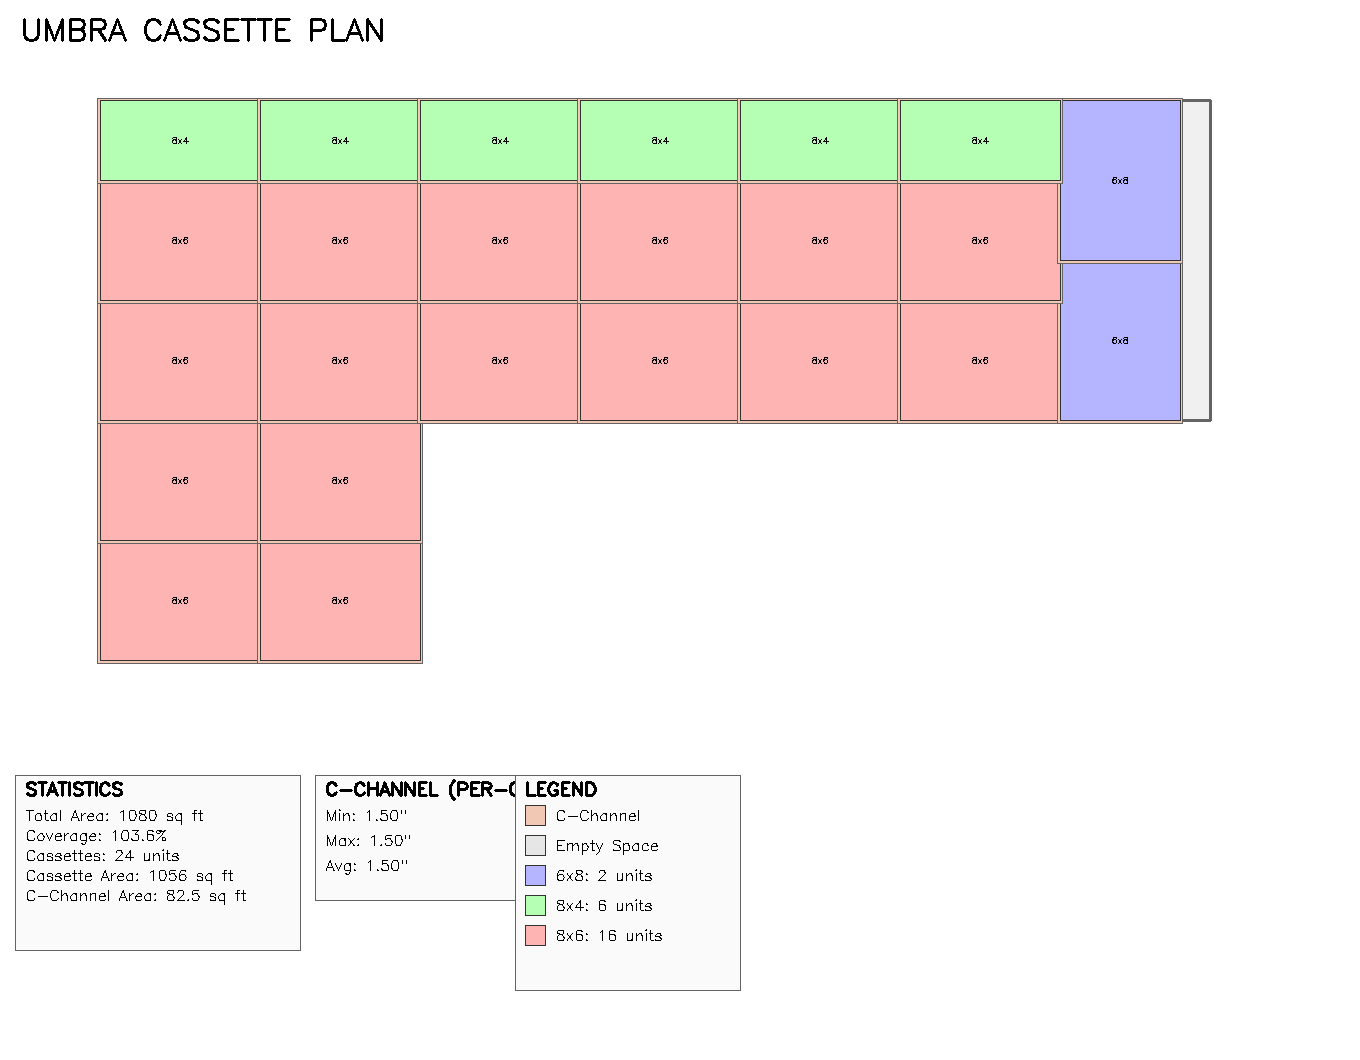 UMBRA CASSETTE PLAN
8x4 8x4 8x4 8x4 8x4 8x4
6x8
8x6 8x6 8x6 8x6 8x6 8x6
6x8
8x6 8x6 8x6 8x6 8x6 8x6
8x6 8x6
8x6 8x6
STATISTICS
Total Area: 1080 sq ft
Coverage: 103.6%
Cassettes: 24 units
Cassette Area: 1056 sq ft
C-Channel Area: 82.5 sq ft
C-CHANNEL (PER-
Min: 1.50"
Max: 1.50"
Avg: 1.50"
LEGEND
C-Channel
Empty Space
6x8: 2 units
8x4: 6 units
8x6: 16 units